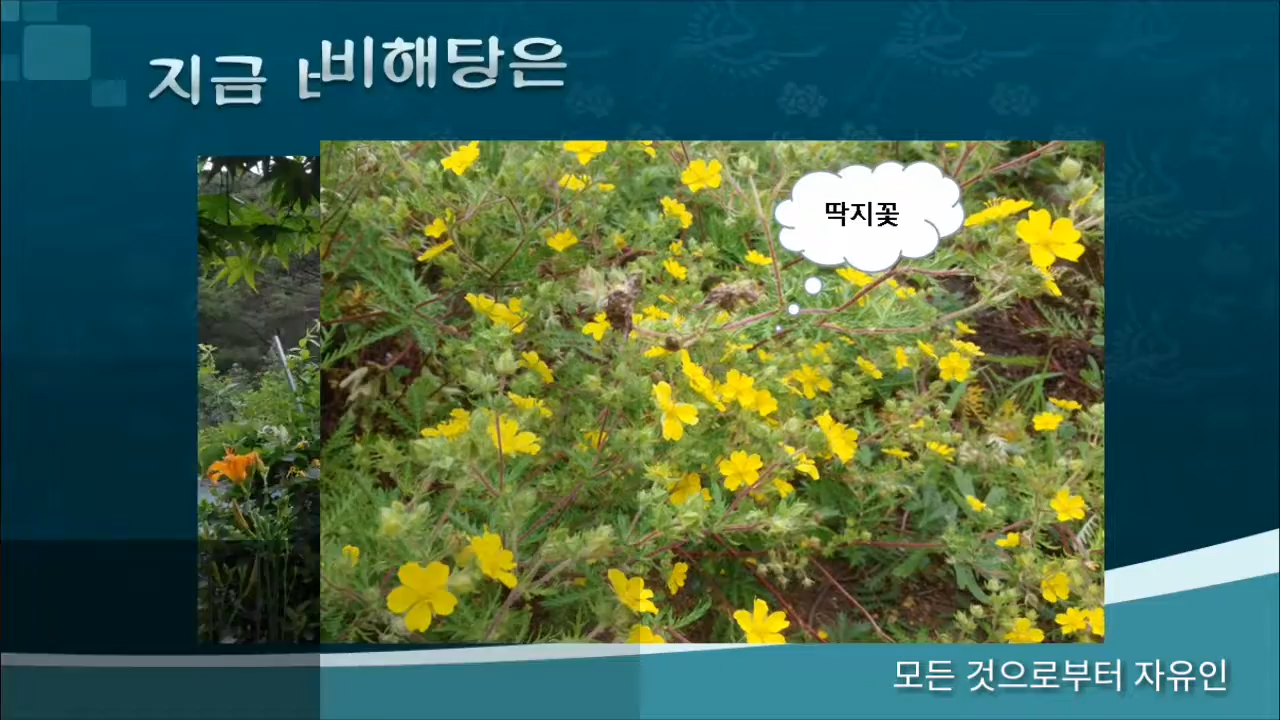 지금 비해당은
딱지꽃
모든 것으로부터 자유인